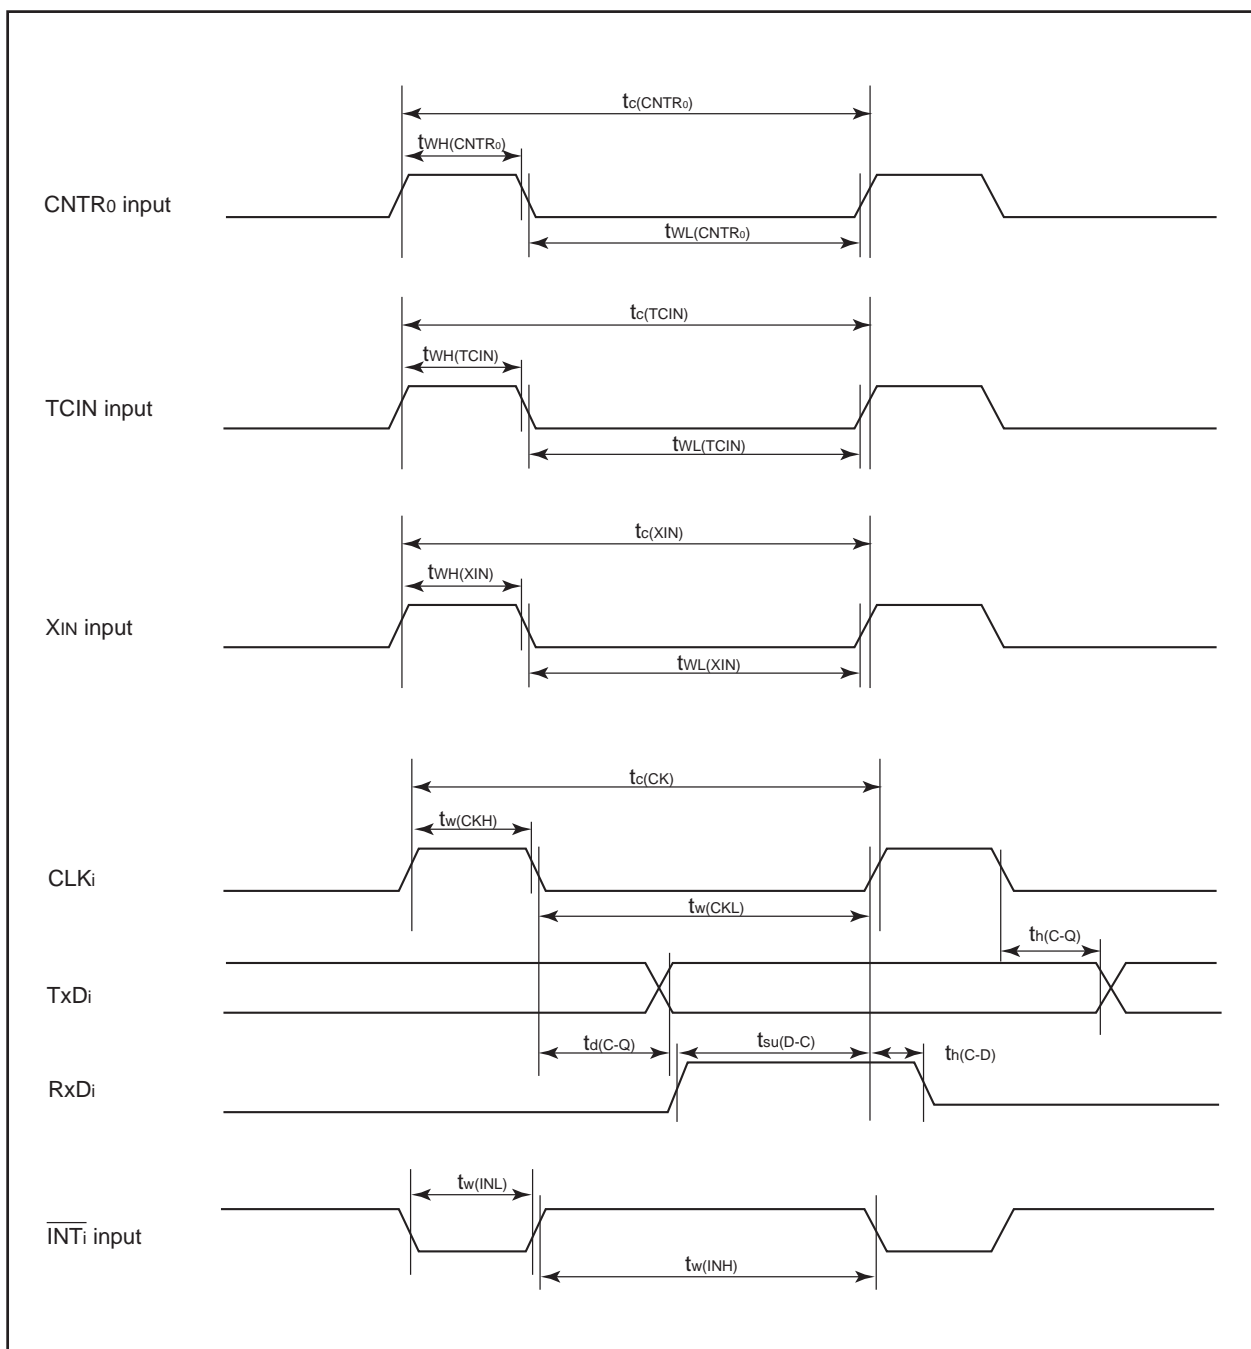 tc(CNTR0)
tWH(CNTR0)
CNTR0 input
tWL(CNTR0)
tc(TCIN)
tWH(TCIN)
TCIN input
tWL(TCIN)
tc(XIN)
tWH(XIN)
XIN input
tWL(XIN)
tc(CK)
tw(CKH)
CLKi
tw(CKL)
th(C-Q)
TxDi
td(C-Q)
tsu(D-C)
th(C-D)
RxDi
tw(INL)
INTi input
tw(INH)